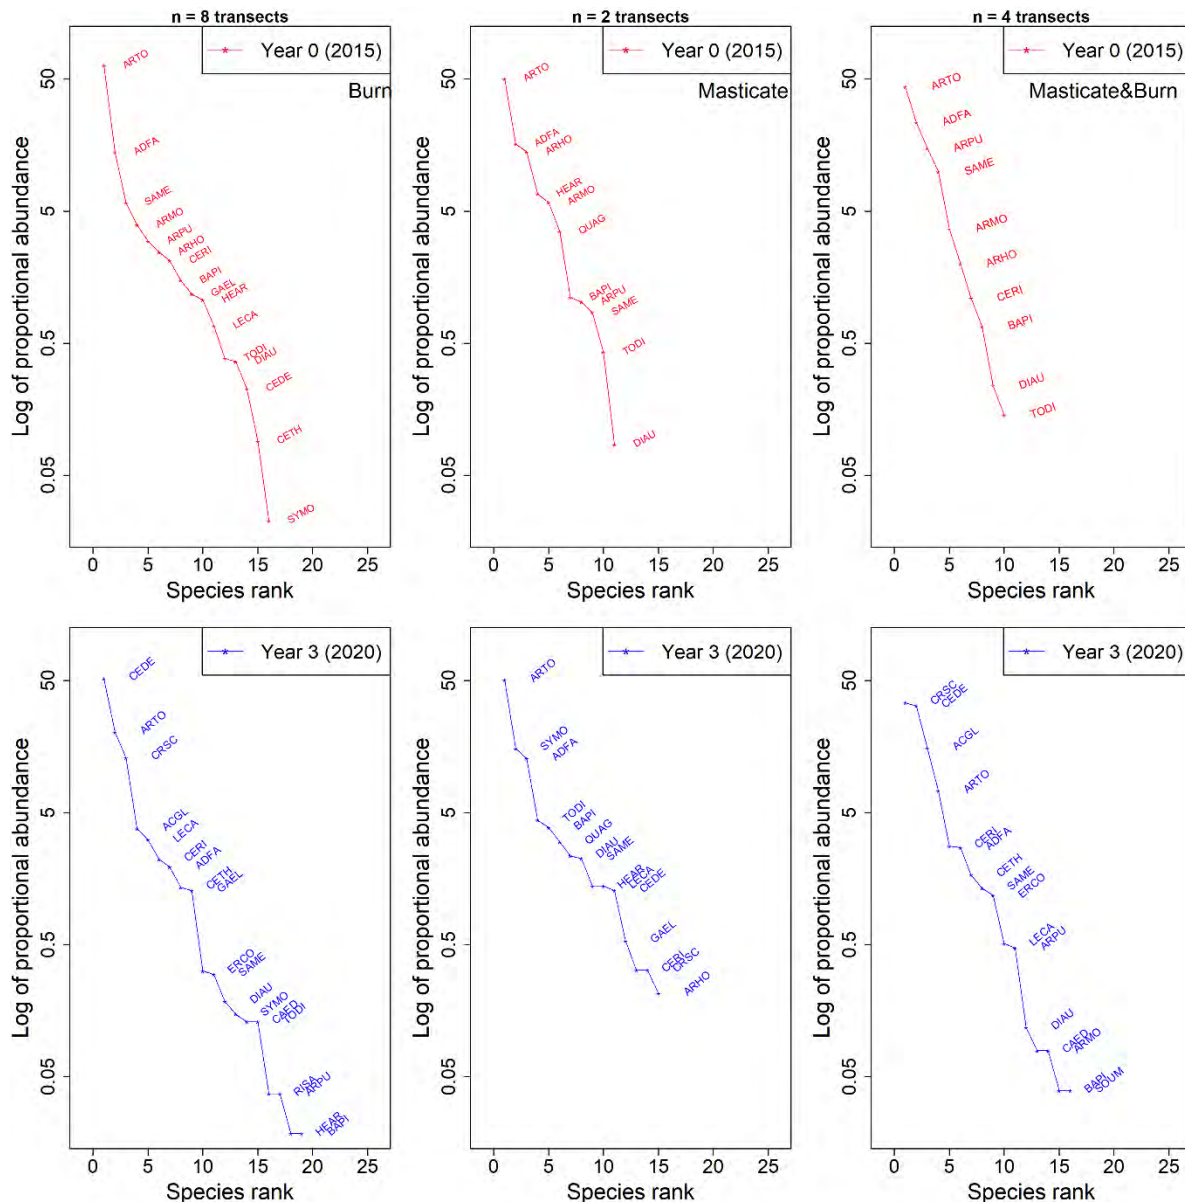 n = 8 transects
Year 0 (2015)
Burn
ARTO
ADFA
SAME
ARMO
ARPU
ARHO
CERI
BAPI
GAEL
HEAR
LECA
TODI
DIAU
CEDE
CETH
SYMO
Log of proportional abundance
50
5
0.5
0.05
0 5 10 15 20 25
Species rank
n = 2 transects
Year 0 (2015)
Masticate
ARTO
ADFA
ARHO
HEAR
ARMO
QUAG
BAPI
ARPU
SAME
TODI
DIAU
Log of proportional abundance
50
5
0.5
0.05
0 5 10 15 20 25
Species rank
n = 4 transects
Year 0 (2015)
Masticate&Burn
ARTO
ADFA
ARPU
SAME
ARMO
ARHO
CERI
BAPI
DIAU
TODI
Log of proportional abundance
50
5
0.5
0.05
0 5 10 15 20 25
Species rank
Year 3 (2020)
CEDE
ARTO
CRSC
ACGL
LECA
CERI
ADFA
CETH
GAEL
ERCO
SAME
DIAU
SYMO
CAED
TODI
RISA
ARPU
HEAR
BAPI
Log of proportional abundance
50
5
0.5
0.05
0 5 10 15 20 25
Species rank
Year 3 (2020)
ARTO
SYMO
ADFA
TODI
BAPI
QUAG
DIAU
SAME
HEAR
LECA
CEDE
GAEL
CERI
CRSC
ARHO
Log of proportional abundance
50
5
0.5
0.05
0 5 10 15 20 25
Species rank
Year 3 (2020)
CRSC
CEDE
ACGL
ARTO
CERI
ADFA
CETH
SAME
ERCO
LECA
ARPU
DIAU
CAED
ARMO
BAPI
SOUM
Log of proportional abundance
50
5
0.5
0.05
0 5 10 15 20 25
Species rank